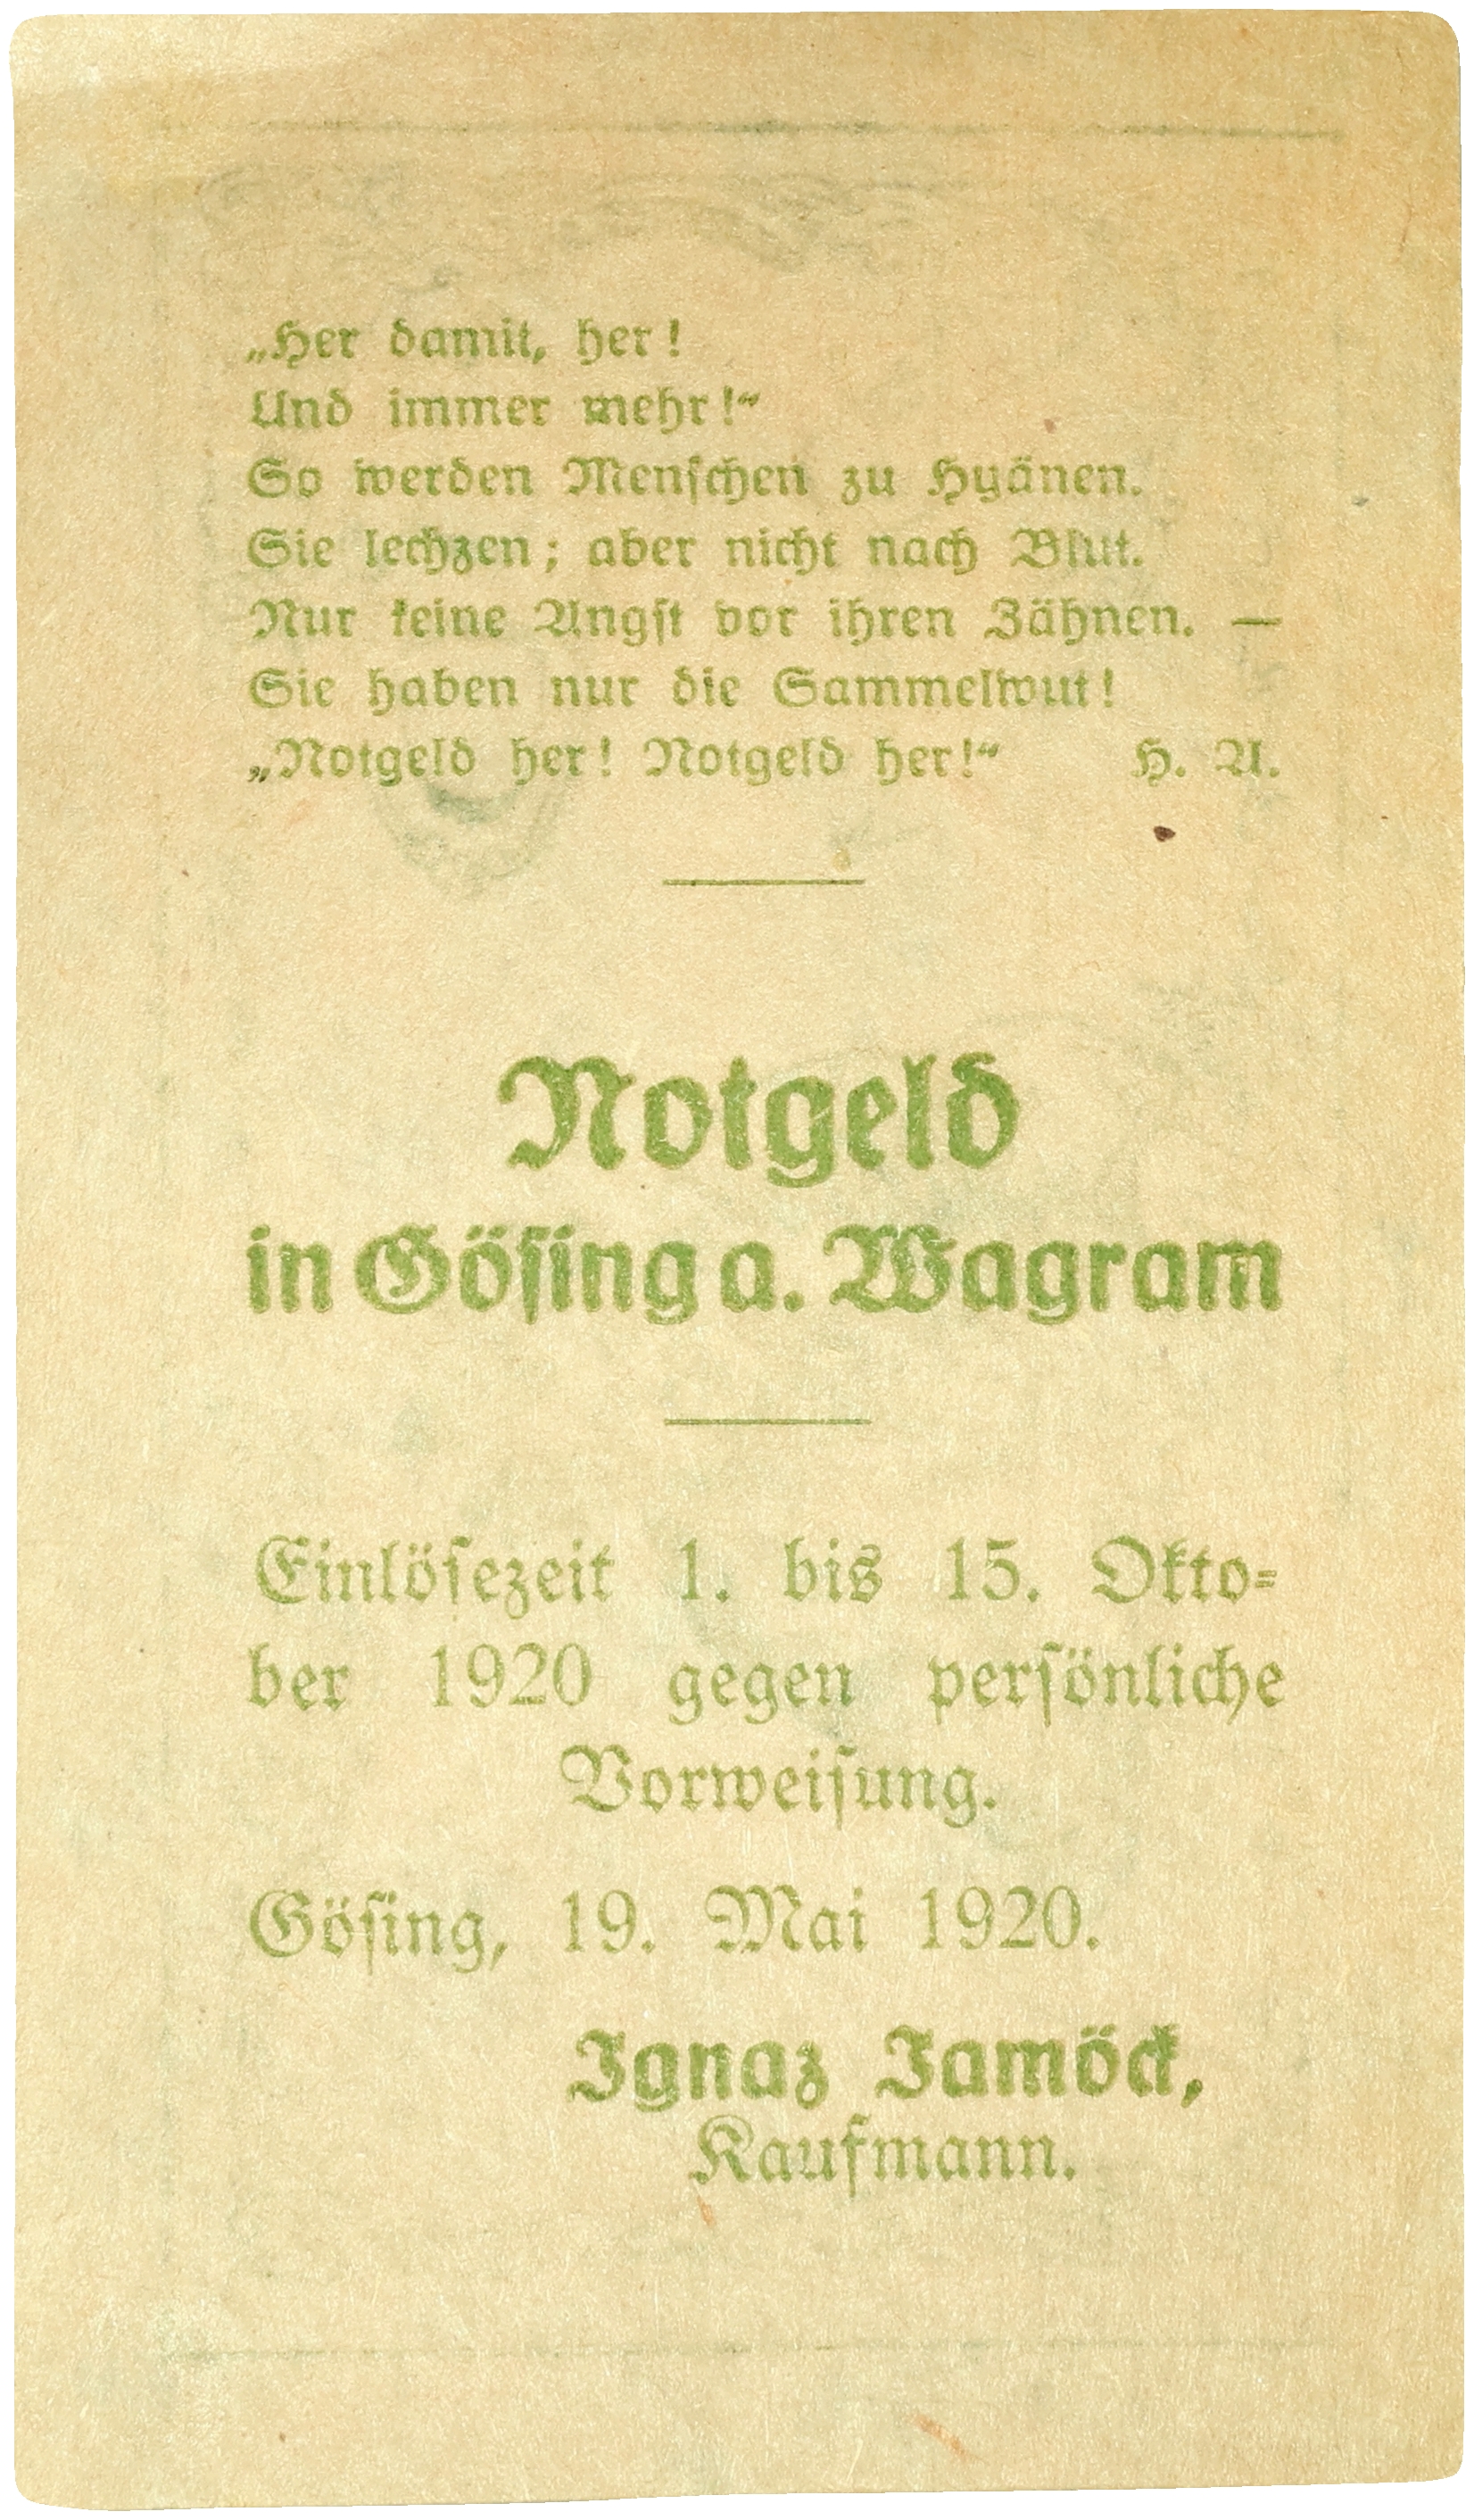 „Her damit, her!
Und immer mehr!“
So werden Menschen zu Hyänen.
Sie lechzen; aber nicht nach Blut.
Nur keine Angst vor ihren Zähnen. —
Sie haben nur die Sammelwut!
„Notgeld her! Notgeld her!“ H. A.
Notgeld
in Gösing a. Wagram
Einlösezeit 1. bis 15. Okto=
ber 1920 gegen persönliche
Vorweisung.
Gösing, 19. Mai 1920.
Ignaz Jamöck,
Kaufmann.